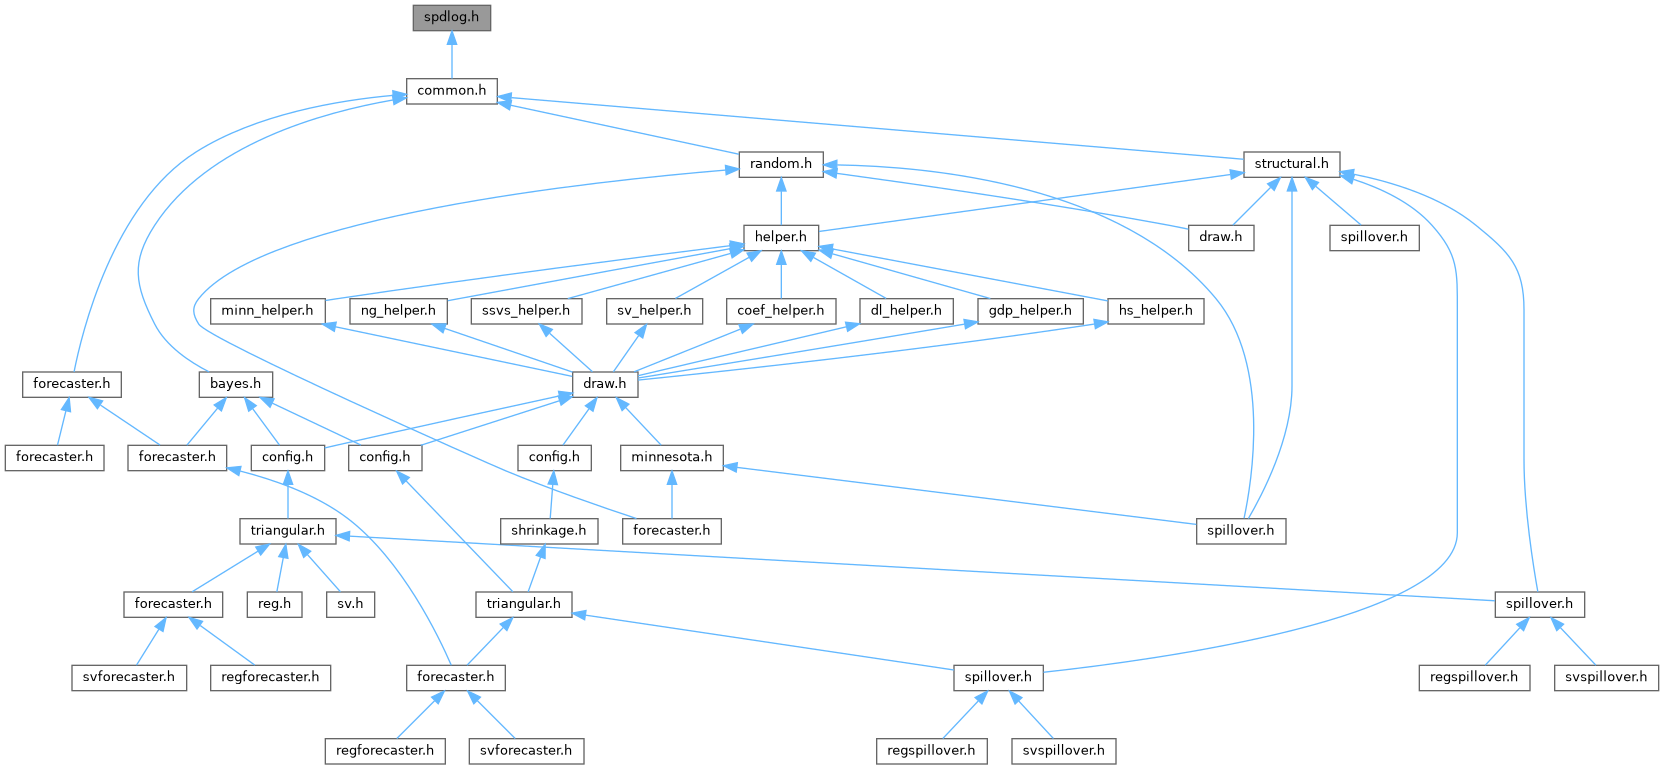 spdlog.h
common.h
random.h
structural.h
helper.h
draw.h
spillover.h
minn_helper.h
ng_helper.h
ssvs_helper.h
sv_helper.h
coef_helper.h
dl_helper.h
gdp_helper.h
hs_helper.h
forecaster.h
bayes.h
draw.h
forecaster.h
forecaster.h
config.h
config.h
config.h
minnesota.h
triangular.h
shrinkage.h
forecaster.h
spillover.h
forecaster.h
reg.h
sv.h
triangular.h
spillover.h
svforecaster.h
regforecaster.h
forecaster.h
spillover.h
regspillover.h
svspillover.h
regforecaster.h
svforecaster.h
regspillover.h
svspillover.h